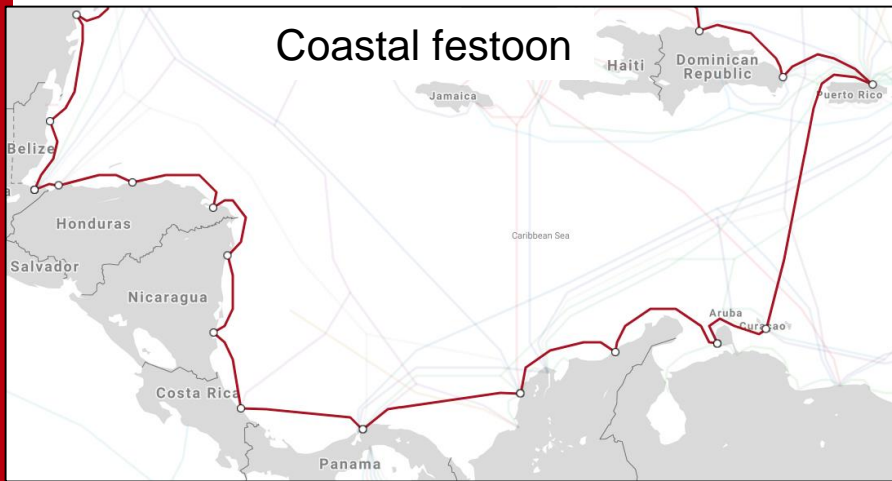 Coastal festoon
Haiti
Dominican
Republic
Jamaica
Puerto Rico
Belize
a
Honduras
Caribbean Sea
Salvador
Nicaragua
Aruba
Curaçao
Costa Rica
Panama